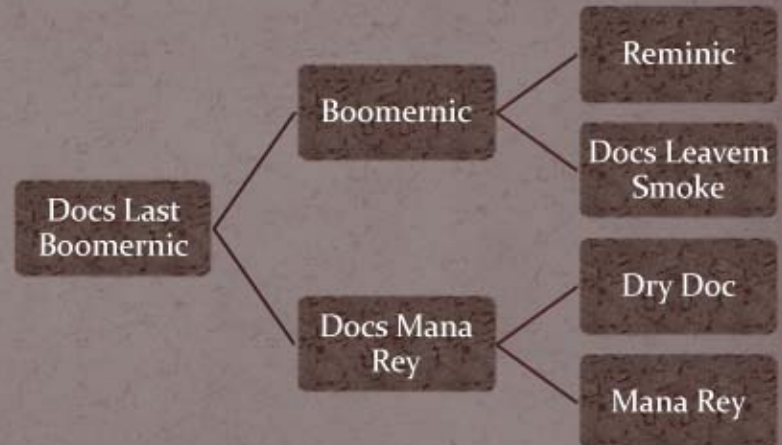 Reminic
Boomernic
Docs Leavem
Smoke
Docs Last
Boomernic
Dry Doc
Docs Mana
Rey
Mana Rey